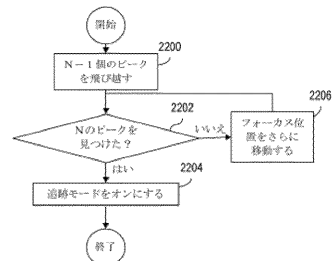 開始
2200
N－1個のピーク
を飛び越す
2202
Nのピークを
見つけた？
いいえ
2206
フォーカス位
置をさらに
移動する
はい
2204
追跡モードをオンにする
終了